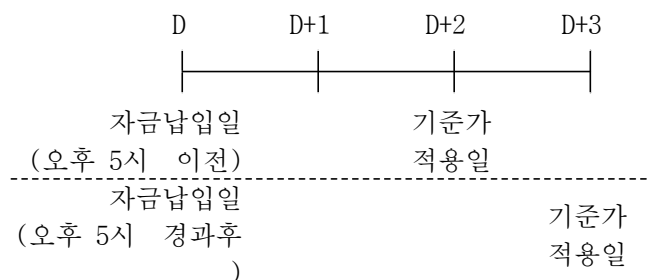 D D+1 D+2 D+3
자금납입일 기준가
(오후 5시 이전) 적용일
자금납입일
(오후 5시 경과후
)
기준가
적용일